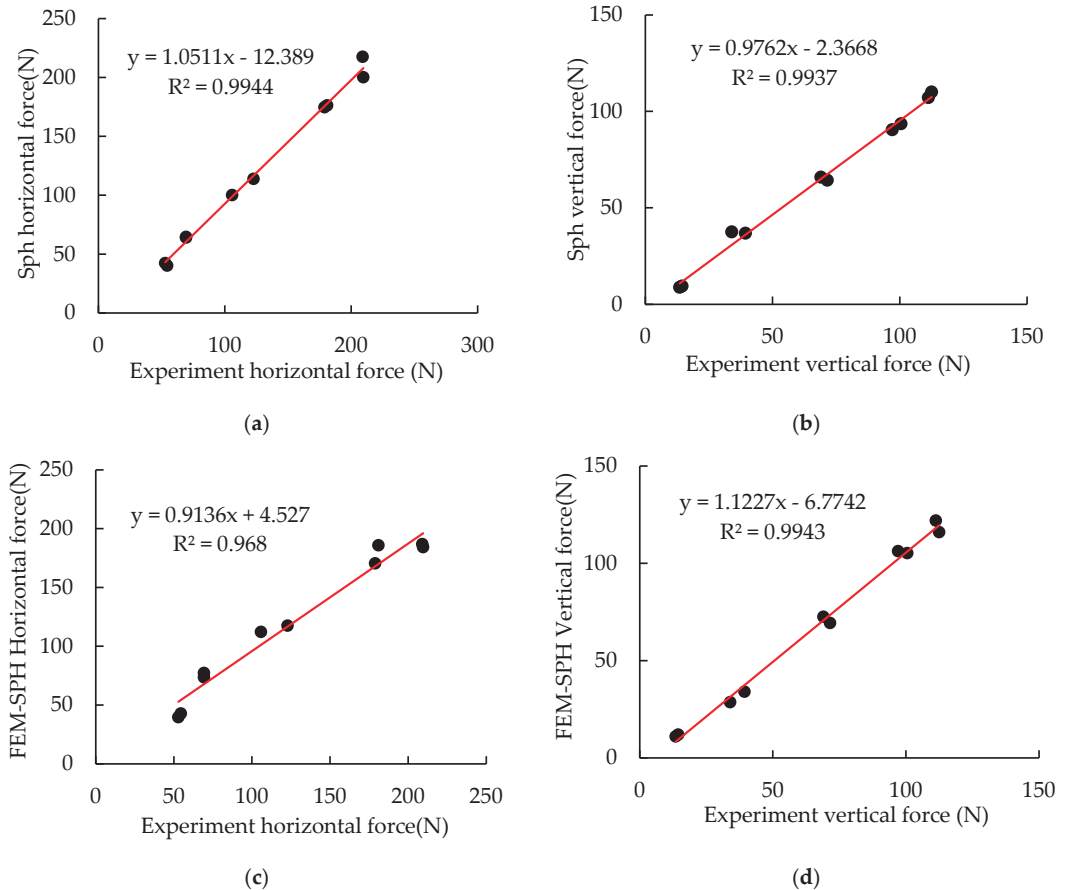 250
200
150
100
50
0
Sph horizontal force(N)
y = 1.0511x - 12.389
R² = 0.9944
0 100 200 300
Experiment horizontal force (N)
(a)
150
100
50
0
Sph vertical force(N)
y = 0.9762x - 2.3668
R² = 0.9937
0 50 100 150
Experiment vertical force (N)
(b)
250
200
150
100
50
0
FEM-SPH Horizontal force(N)
y = 0.9136x + 4.527
R² = 0.968
0 50 100 150 200 250
Experiment horizontal force(N)
(c)
150
100
50
0
FEM-SPH Vertical force(N)
y = 1.1227x - 6.7742
R² = 0.9943
0 50 100 150
Experiment vertical force (N)
(d)